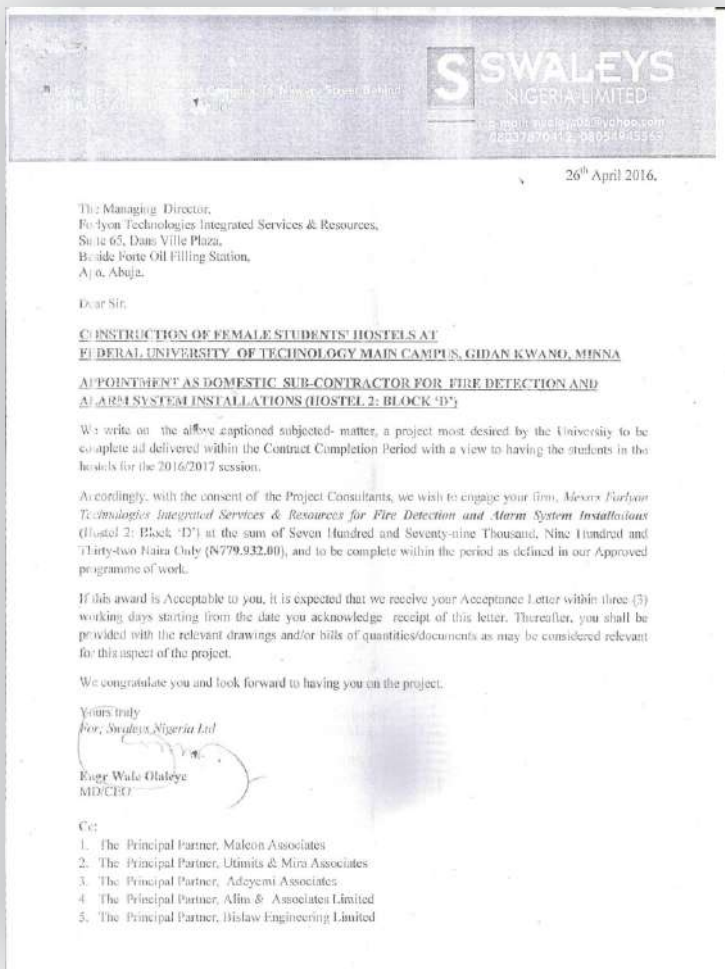 SWALEYS
NIGERIA LIMITED
26th April 2016.
The Managing Director,
Technologies Integrated Services & Resources,
Suite 65, Dans Ville Plaza,
Beside Forte Oil Filling Station,
Apo, Abuja.
Dear Sir,
CONSTRUCTION OF FEMALE STUDENTS' HOSTELS AT
FEDERAL UNIVERSITY OF TECHNOLOGY MAIN CAMPUS, GIDAN KWANO, MINNA
APPOINTMENT AS DOMESTIC SUB-CONTRACTOR FOR FIRE DETECTION AND
ALARM SYSTEM INSTALLATIONS (HOSTEL 2: BLOCK 'D')
We write on the above captioned subjected- matter, a project most desired by the University to be
complete ad delivered within the Contract Completion Period with a view to having the students in the
hostels for the 2016/2017 session.
Accordingly, with the consent of the Project Consultants, we wish to engage your firm, Messrs
Technologies Integrated Services & Resources for Fire Detection and Alarm System Installations
(Hostel 2: Block 'D') at the sum of Seven Hundred and Seventy-nine Thousand, Nine Hundred and
Thirty-two Naira Only (₦779,932.00), and to be complete within the period as defined in our Approved
programme of work.
If this award is Acceptable to you, it is expected that we receive your Acceptance Letter within three (3)
working days starting from the date you acknowledge receipt of this letter. Thereafter, you shall be
provided with the relevant drawings and/or bills of quantities/documents as may be considered relevant
for this aspect of the project.
We congratulate you and look forward to having you on the project.
Yours truly
For; Swaleys Nigeria Ltd
Engr Wale Olaleye
MD/CEO
Cc:
1. The Principal Partner, Maleon Associates
2. The Principal Partner, Utimits & Mira Associates
3. The Principal Partner, Adeyemi Associates
4 The Principal Partner, Alim & Associates Limited
5. The Principal Partner, Bislaw Engineering Limited